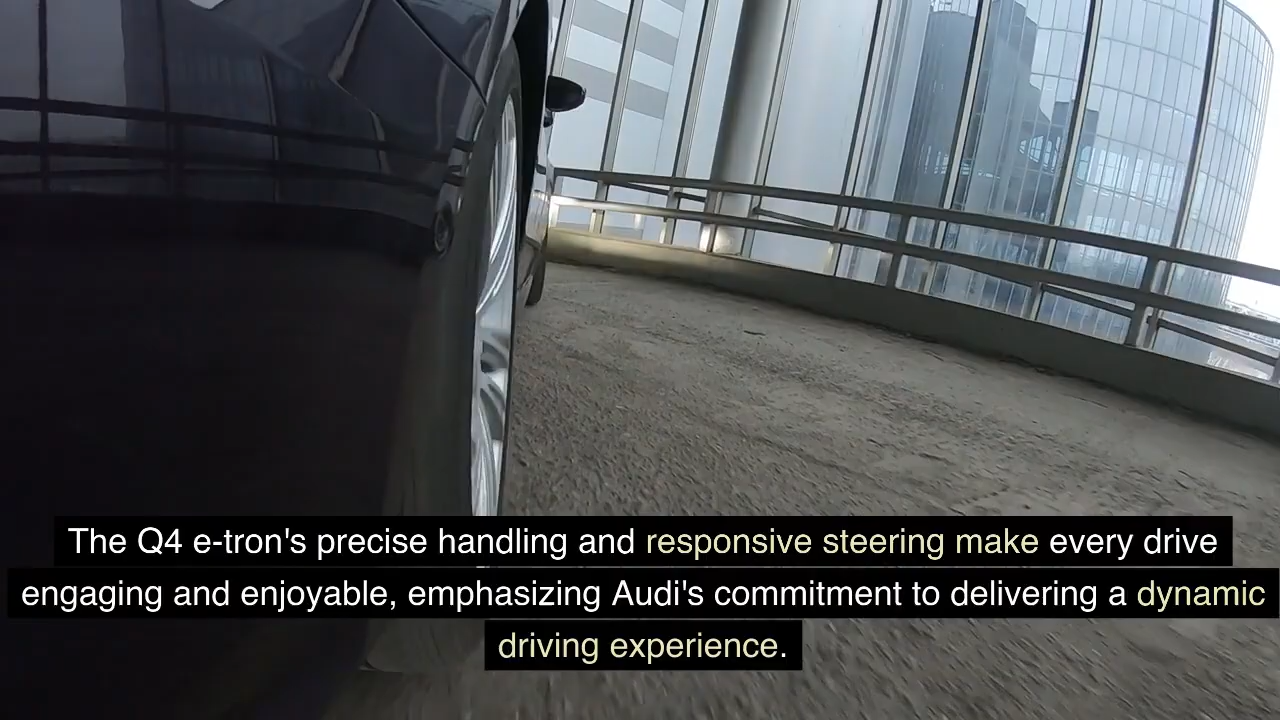 The Q4 e-tron's precise handling and responsive steering make every drive
engaging and enjoyable, emphasizing Audi's commitment to delivering a dynamic
driving experience.